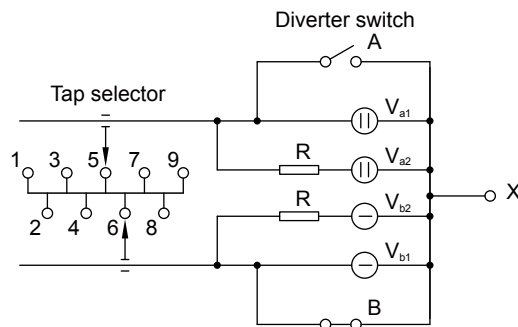 Diverter switch
A
Tap selector
V a1
1 3 5 7 9
R V a2
X
2 4 6 8
R V b2
V b1
B